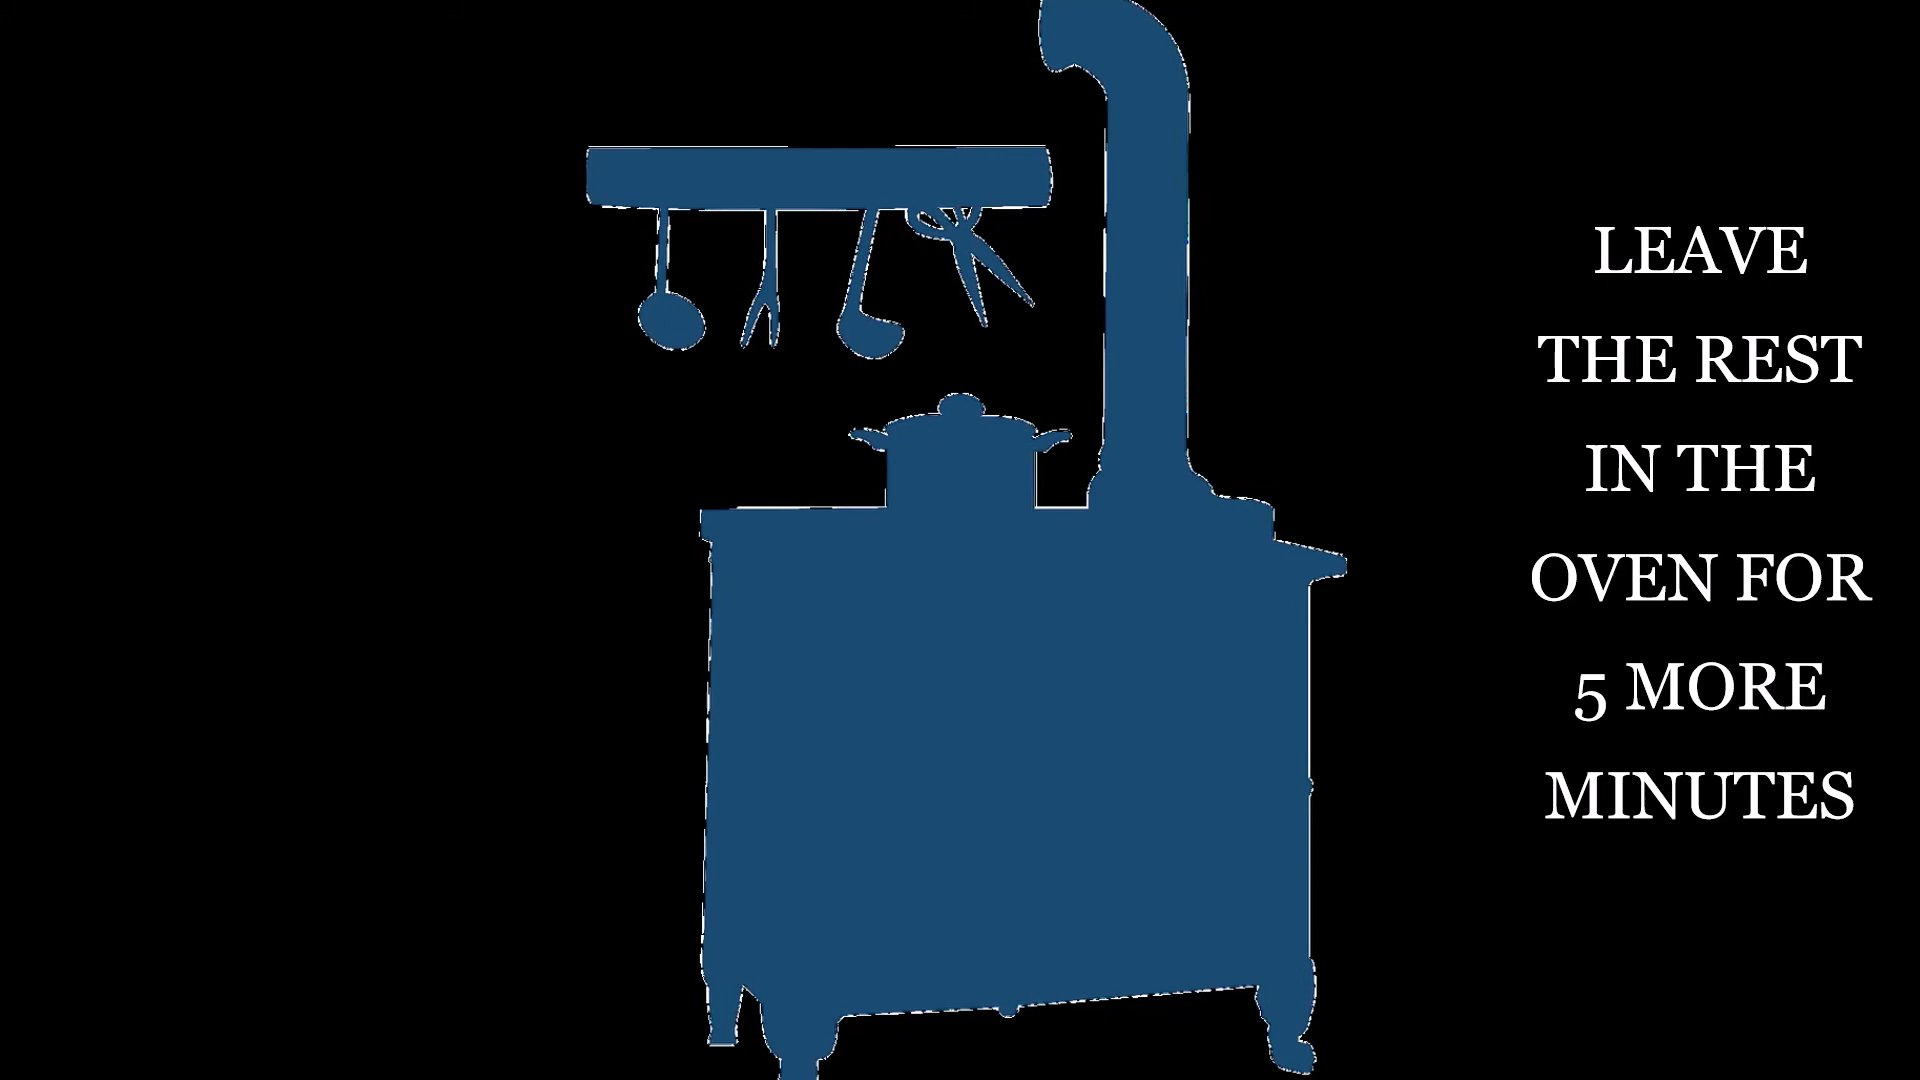 LEAVE
THE REST
IN THE
OVEN FOR
5 MORE
MINUTES